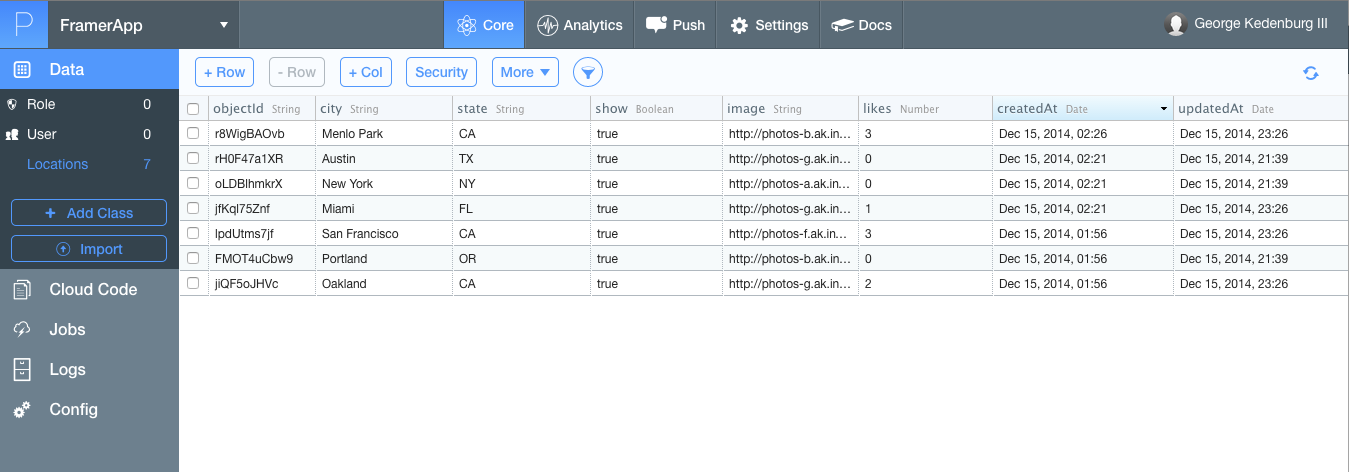 P FramerApp Core Analytics Push Settings Docs George Kedenburg III
Data + Row - Row + Col Security More
Role 0
User 0
Locations 7
+ Add Class
Import
Cloud Code
Jobs
Logs
Config
objectId String city String state String show Boolean image String likes Number createdAt Date updatedAt Date
r8WigBAOvb Menlo Park CA true http://photos-b.ak.in... 3 Dec 15, 2014, 02:26 Dec 15, 2014, 23:26
rH0F47a1XR Austin TX true http://photos-g.ak.in... 0 Dec 15, 2014, 02:21 Dec 15, 2014, 21:39
oLDBlhmkrX New York NY true http://photos-a.ak.in... 0 Dec 15, 2014, 02:21 Dec 15, 2014, 21:39
jfKql75Znf Miami FL true http://photos-g.ak.in... 1 Dec 15, 2014, 02:21 Dec 15, 2014, 23:26
lpdUtms7jf San Francisco CA true http://photos-f.ak.in... 3 Dec 15, 2014, 01:56 Dec 15, 2014, 23:26
FMOT4uCbw9 Portland OR true http://photos-b.ak.in... 0 Dec 15, 2014, 01:56 Dec 15, 2014, 21:39
jiQF5oJHVc Oakland CA true http://photos-g.ak.in... 2 Dec 15, 2014, 01:56 Dec 15, 2014, 23:26